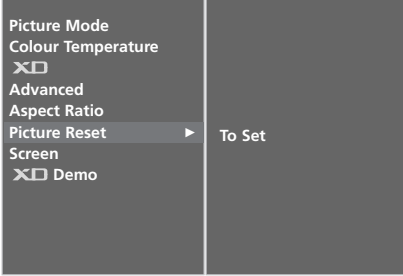 Picture Mode
Colour Temperature
XD
Advanced
Aspect Ratio
Picture Reset ►
To Set
Screen
XD Demo